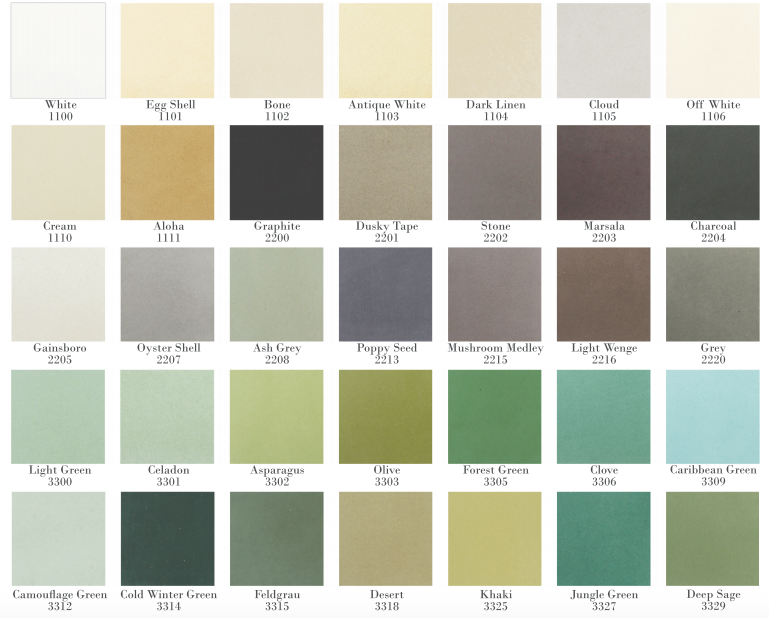 White
1100
Egg Shell
1101
Bone
1102
Antique White
1103
Dark Linen
1104
Cloud
1105
Off White
1106
Cream
1110
Aloha
1111
Graphite
2200
Dusky Tape
2201
Stone
2202
Marsala
2203
Charcoal
2204
Gainsboro
2205
Oyster Shell
2207
Ash Grey
2208
Poppy Seed
2213
Mushroom Medley
2215
Light Wenge
2216
Grey
2220
Light Green
3300
Celadon
3301
Asparagus
3302
Olive
3303
Forest Green
3305
Clove
3306
Caribbean Green
3309
Camouflage Green
3312
Cold Winter Green
3314
Feldgrau
3315
Desert
3318
Khaki
3325
Jungle Green
3327
Deep Sage
3329